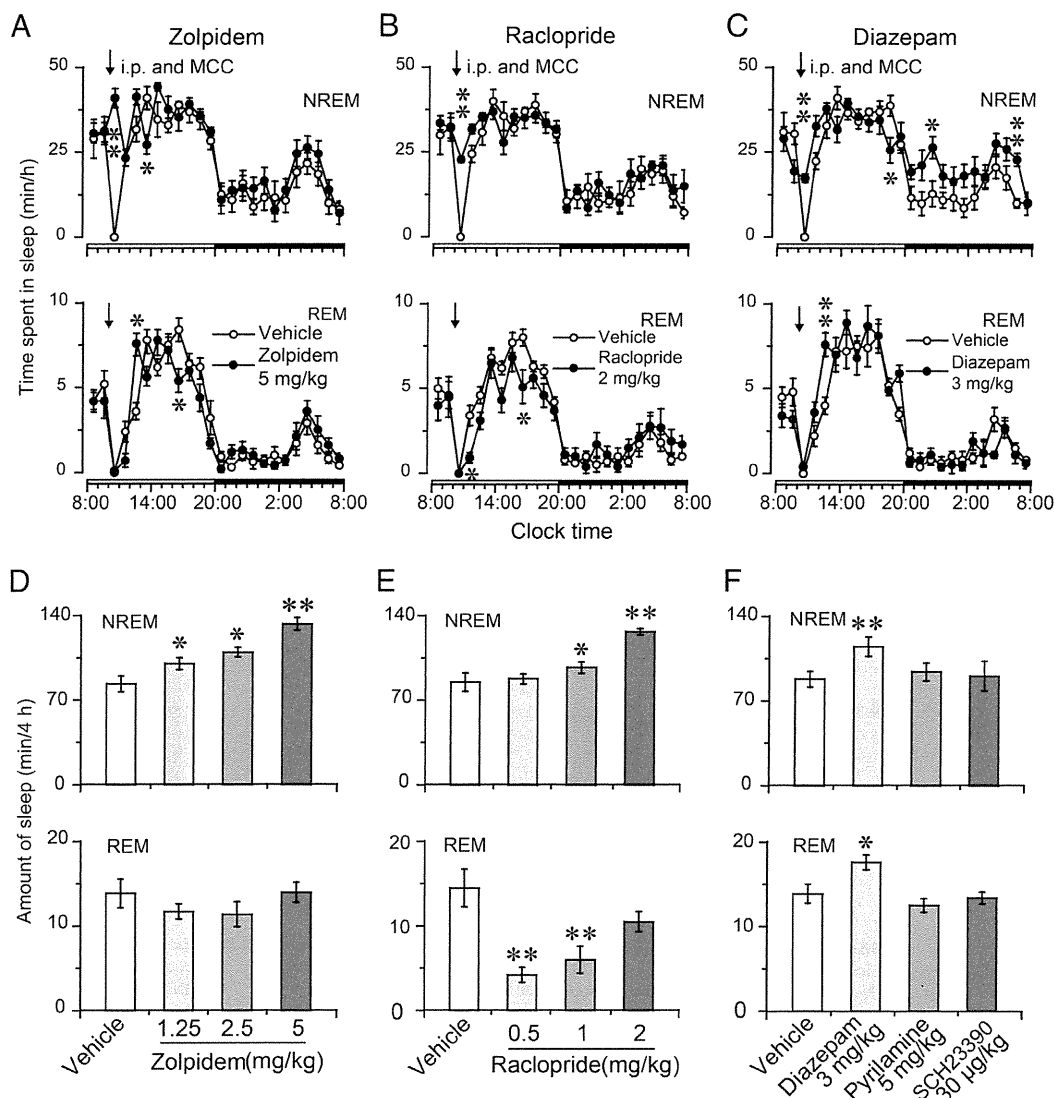 A
Zolpidem
i.p. and MCC
NREM
50
25
0
**
*
B
Raclopride
i.p. and MCC
NREM
50
25
0
**
C
Diazepam
i.p. and MCC
NREM
50
25
0
**
*
*
**
Time spent in sleep (min/h)
REM
10
5
0
*
*
Vehicle
Zolpidem
5 mg/kg
8:00 14:00 20:00 2:00 8:00
REM
10
5
0
*
*
Vehicle
Raclopride
2 mg/kg
8:00 14:00 20:00 2:00 8:00
REM
10
5
0
**
Vehicle
Diazepam
3 mg/kg
8:00 14:00 20:00 2:00 8:00
Clock time
D
NREM
140
70
0
* * **
E
NREM
140
70
0
* **
F
NREM
140
70
0
**
Amount of sleep (min/4 h)
REM
20
10
0
Vehicle
1.25 2.5 5
Zolpidem(mg/kg)
REM
20
10
0
** **
Vehicle
0.5 1 2
Raclopride(mg/kg)
REM
20
10
0
*
Vehicle
Diazepam
3 mg/kg
Pyrilamine
5 mg/kg
SCH23390
30 µg/kg